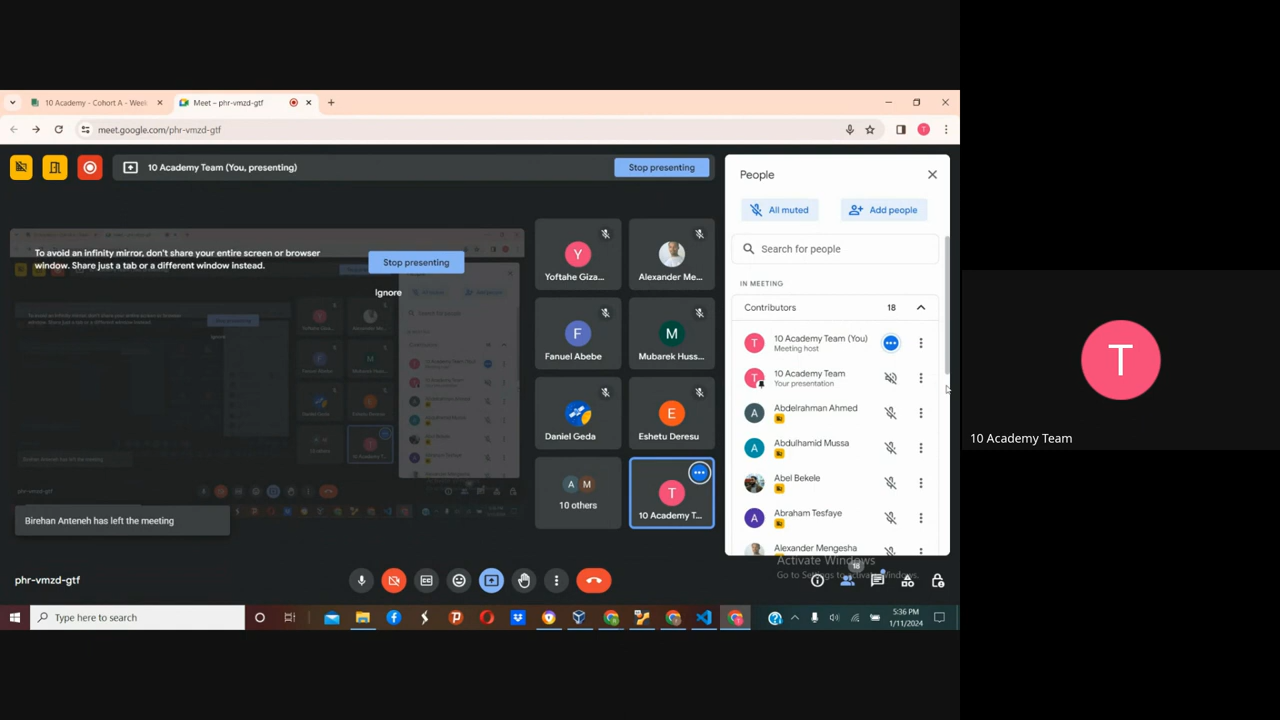 10 Academy - Cohort A - Wee
Meet – phr-vmzd-gtf
meet.google.com/phr-vmzd-gtf
10 Academy Team (You, presenting)
Stop presenting
To avoid an infinity mirror, don't share your entire screen or browser
window. Share just a tab or a different window instead.
Stop presenting
Ignore
Birehan Anteneh has left the meeting
Y
Yoftahe Giza...
Alexander Me...
F
Fanuel Abebe
M
Mubarek Huss...
Daniel Geda
E
Eshetu Deresu
A M
10 others
T
10 Academy T...
People
All muted
Add people
Search for people
IN MEETING
Contributors
18
T
10 Academy Team (You)
Meeting host
T
10 Academy Team
Your presentation
A
Abdelrahman Ahmed
A
Abdulhamid Mussa
Abel Bekele
A
Abraham Tesfaye
Alexander Mengesha
Activate Windows
Go to Settings to activate Windows.
phr-vmzd-gtf
18
Type here to search
5:36 PM
1/11/2024
T
10 Academy Team